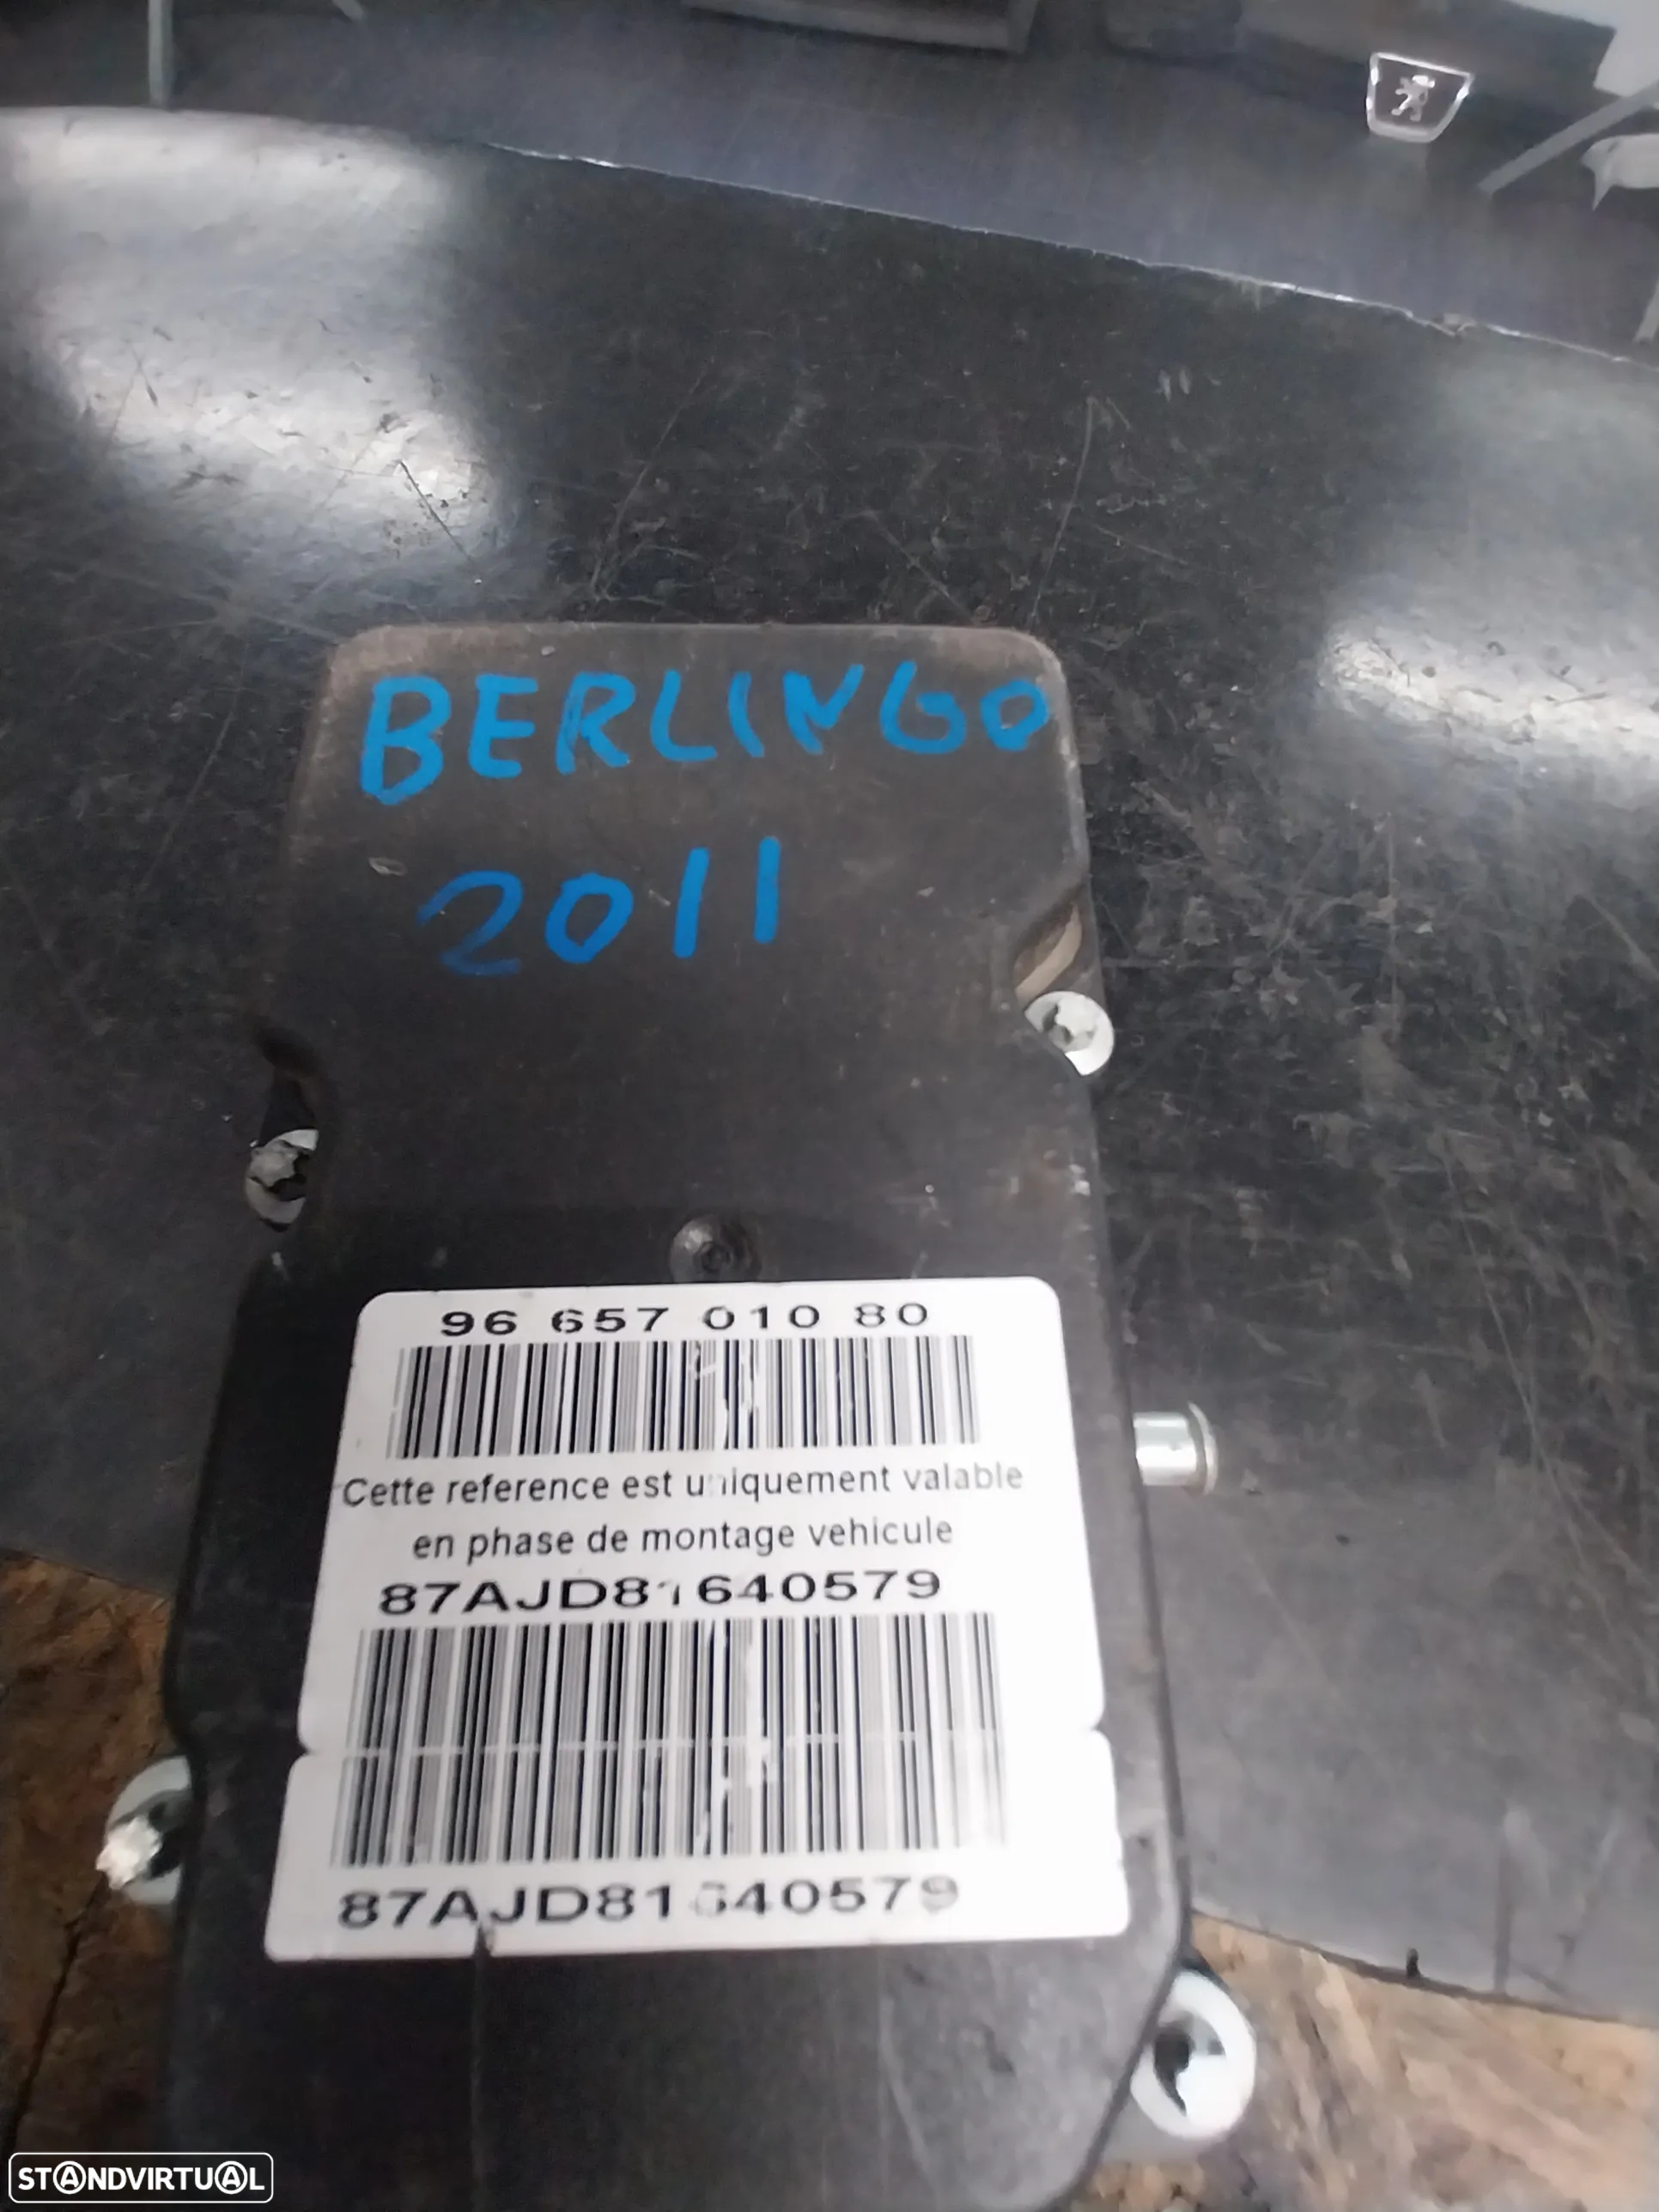 BERLINGO
2011
96 657 010 80
Cette reference est uniquement valable
en phase de montage vehicule
87AJD81640579
87AJD81640579
STANDVIRTUAL